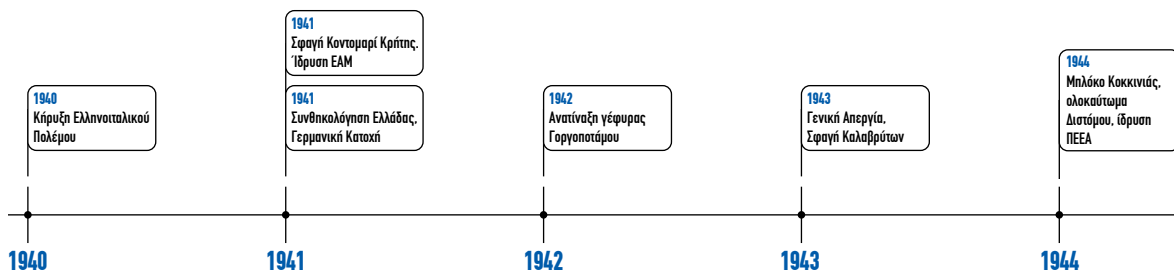 1941
Σφαγή Κοντομαρί Κρήτης.
Ίδρυση ΕΑΜ
1940
Κήρυξη Ελληνοιταλικού
Πολέμου
1941
Συνθηκολόγηση Ελλάδας,
Γερμανική Κατοχή
1942
Ανατίναξη γέφυρας
Γοργοποτάμου
1943
Γενική Απεργία,
Σφαγή Καλαβρύτων
1944
Μπλόκο Κοκκινιάς,
ολοκαύτωμα
Διστόμου, ίδρυση
ΠΕΕΑ
1940
1941
1942
1943
1944